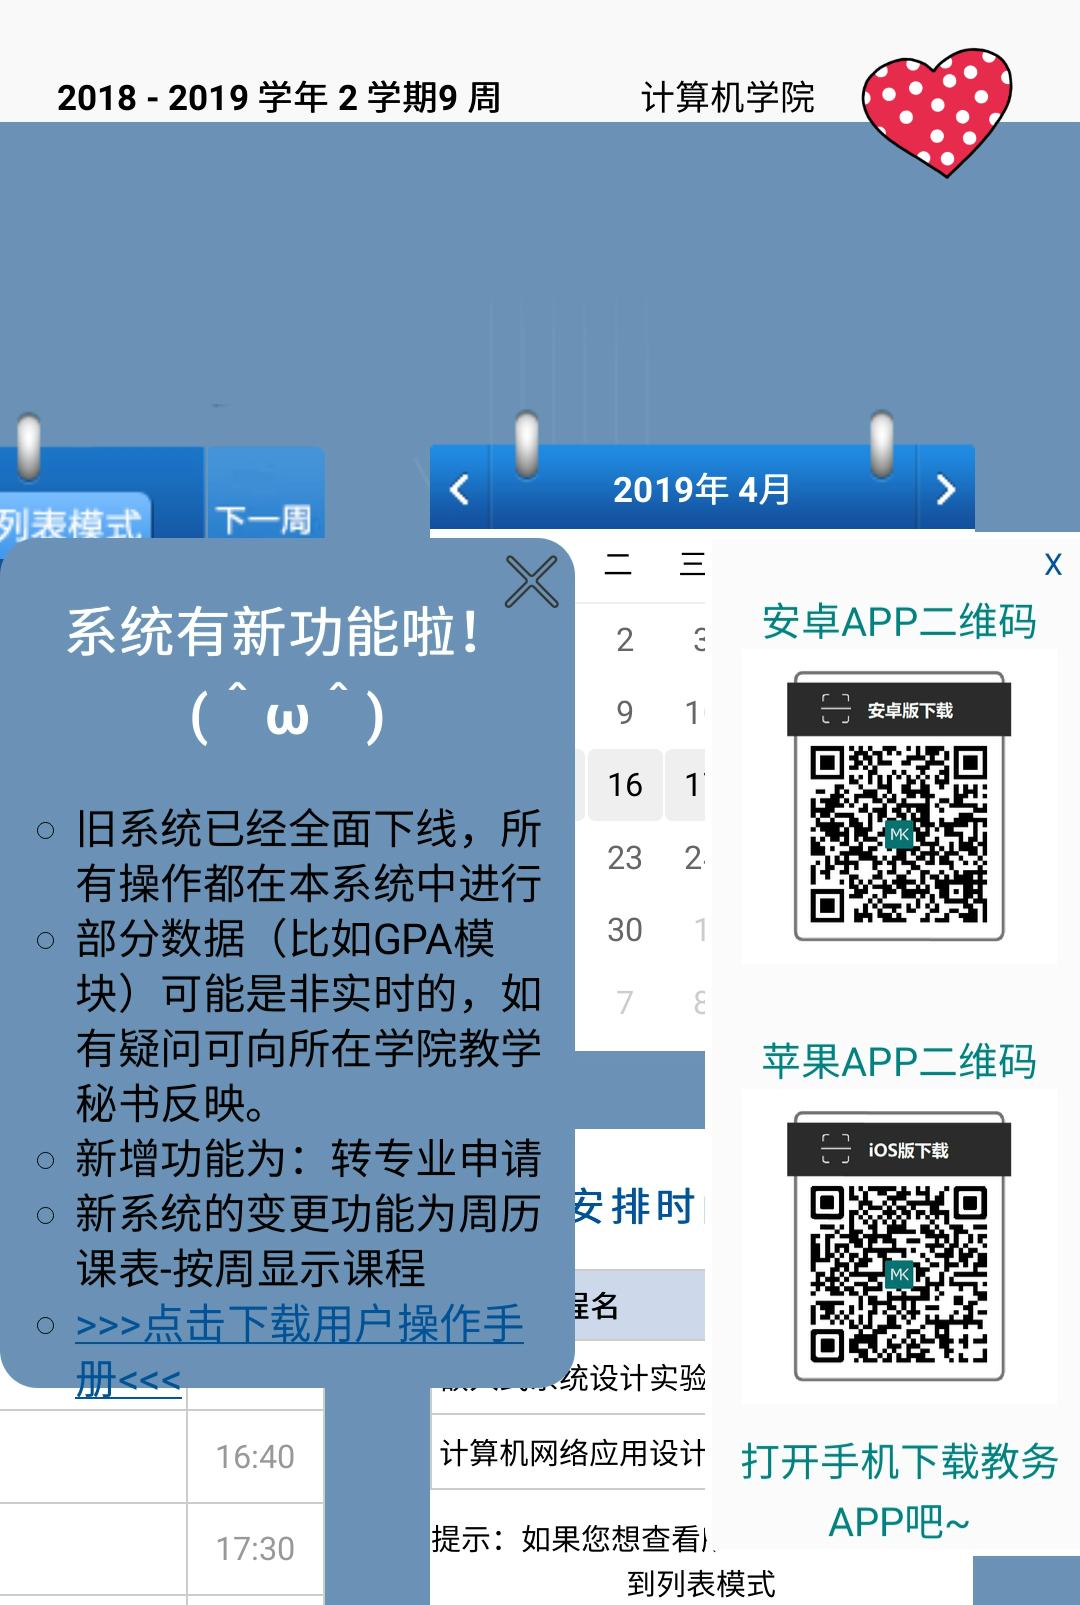 2018 - 2019 学年 2 学期9 周
计算机学院
列表模式
下一周
2019年 4月
二 三
2
9
16
23
30
7 8
系统有新功能啦！
( ＾ω＾ )
旧系统已经全面下线，所
有操作都在本系统中进行
部分数据（比如GPA模
块）可能是非实时的，如
有疑问可向所在学院教学
秘书反映。
新增功能为：转专业申请
新系统的变更功能为周历
课表-按周显示课程
>>>点击下载用户操作手
册<<<
16:40
17:30
安排时
程名
统设计实验
计算机网络应用设计
提示：如果您想查看
到列表模式
X
安卓APP二维码
安卓版下载
MK
苹果APP二维码
iOS版下载
MK
打开手机下载教务
APP吧~